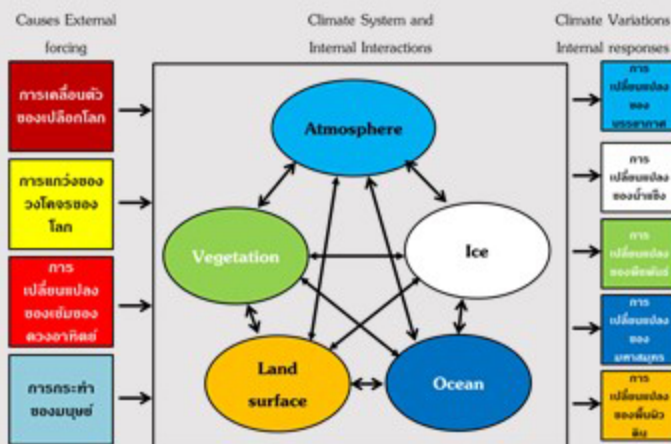 Causes External
forcing
Climate System and
Internal Interactions
Climate Variations
Internal responses
การเคลื่อนตัว
ของเปลือกโลก
การแกว่งของ
วงโคจรของ
โลก
การ
เปลี่ยนแปลง
ของเข้มของ
ดวงอาทิตย์
การกระทำ
ของมนุษย์
Atmosphere
Vegetation
Ice
Land
surface
Ocean
การ
เปลี่ยนแปลง
ของ
บรรยากาศ
การ
เปลี่ยนแปลง
ของน้ำแข็ง
การ
เปลี่ยนแปลง
ของพืชพันธ์
การ
เปลี่ยนแปลง
ของ
มหาสมุทร
การ
เปลี่ยนแปลง
ของพื้นผิว
ดิน